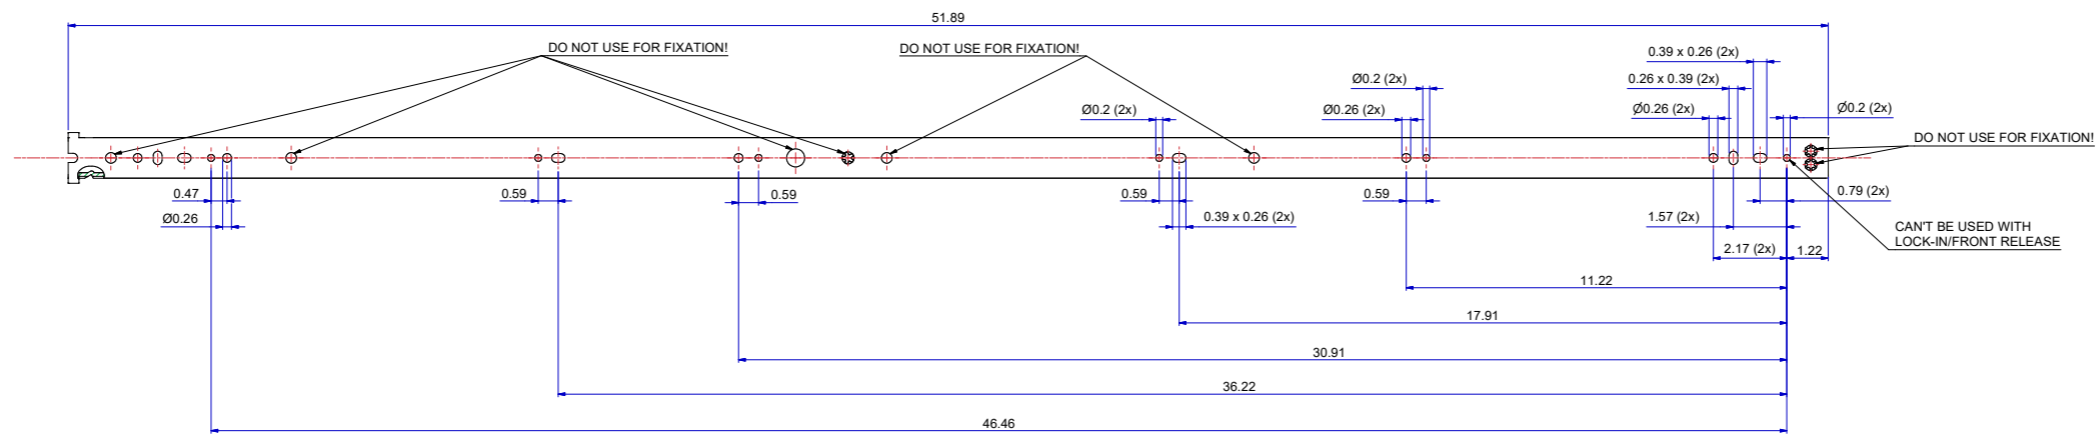 51.89
DO NOT USE FOR FIXATION!
DO NOT USE FOR FIXATION!
0.39 x 0.26 (2x)
Ø0.2 (2x)
0.26 x 0.39 (2x)
Ø0.2 (2x)
Ø0.26 (2x)
Ø0.26 (2x)
Ø0.2 (2x)
DO NOT USE FOR FIXATION!
0.47
0.59
0.59
0.59
0.59
0.79 (2x)
Ø0.26
0.39 x 0.26 (2x)
1.57 (2x)
CAN'T BE USED WITH
LOCK-IN/FRONT RELEASE
2.17 (2x)
1.22
11.22
17.91
30.91
36.22
46.46